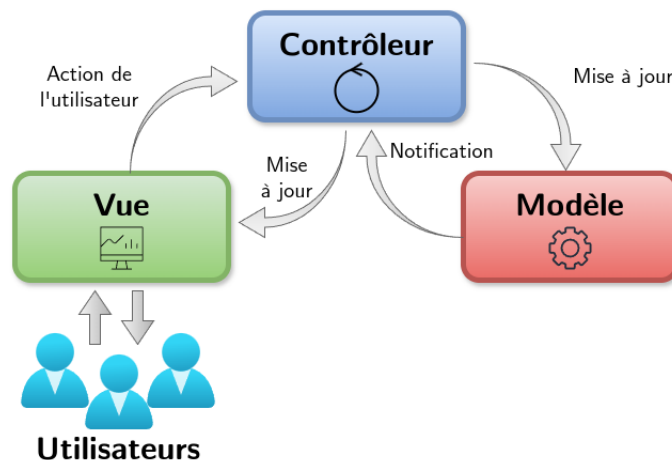 Contrôleur
Action de
l'utilisateur
Mise à jour
Mise
à jour
Notification
Vue
Modèle
Utilisateurs